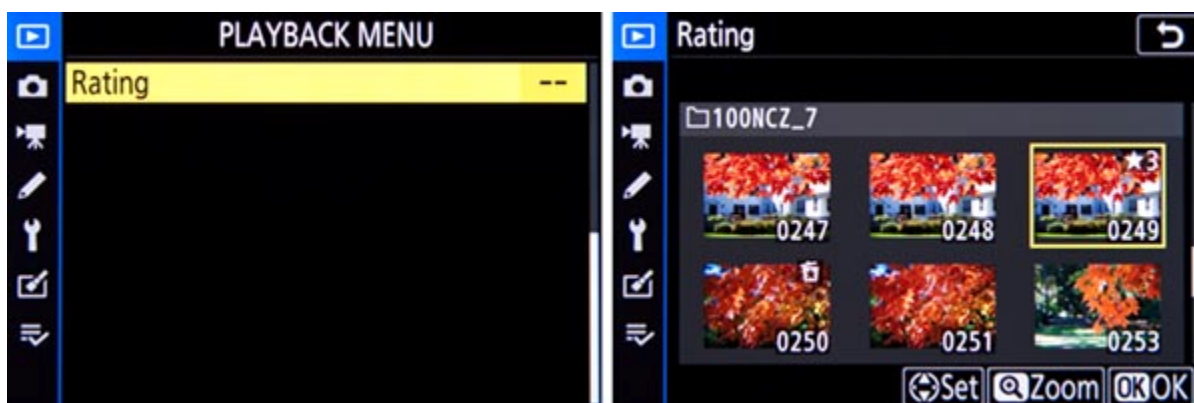 PLAYBACK MENU
Rating --
Rating
100NCZ_7
★3
0247 0248 0249
0250 0251 0253
Set Zoom OK OK